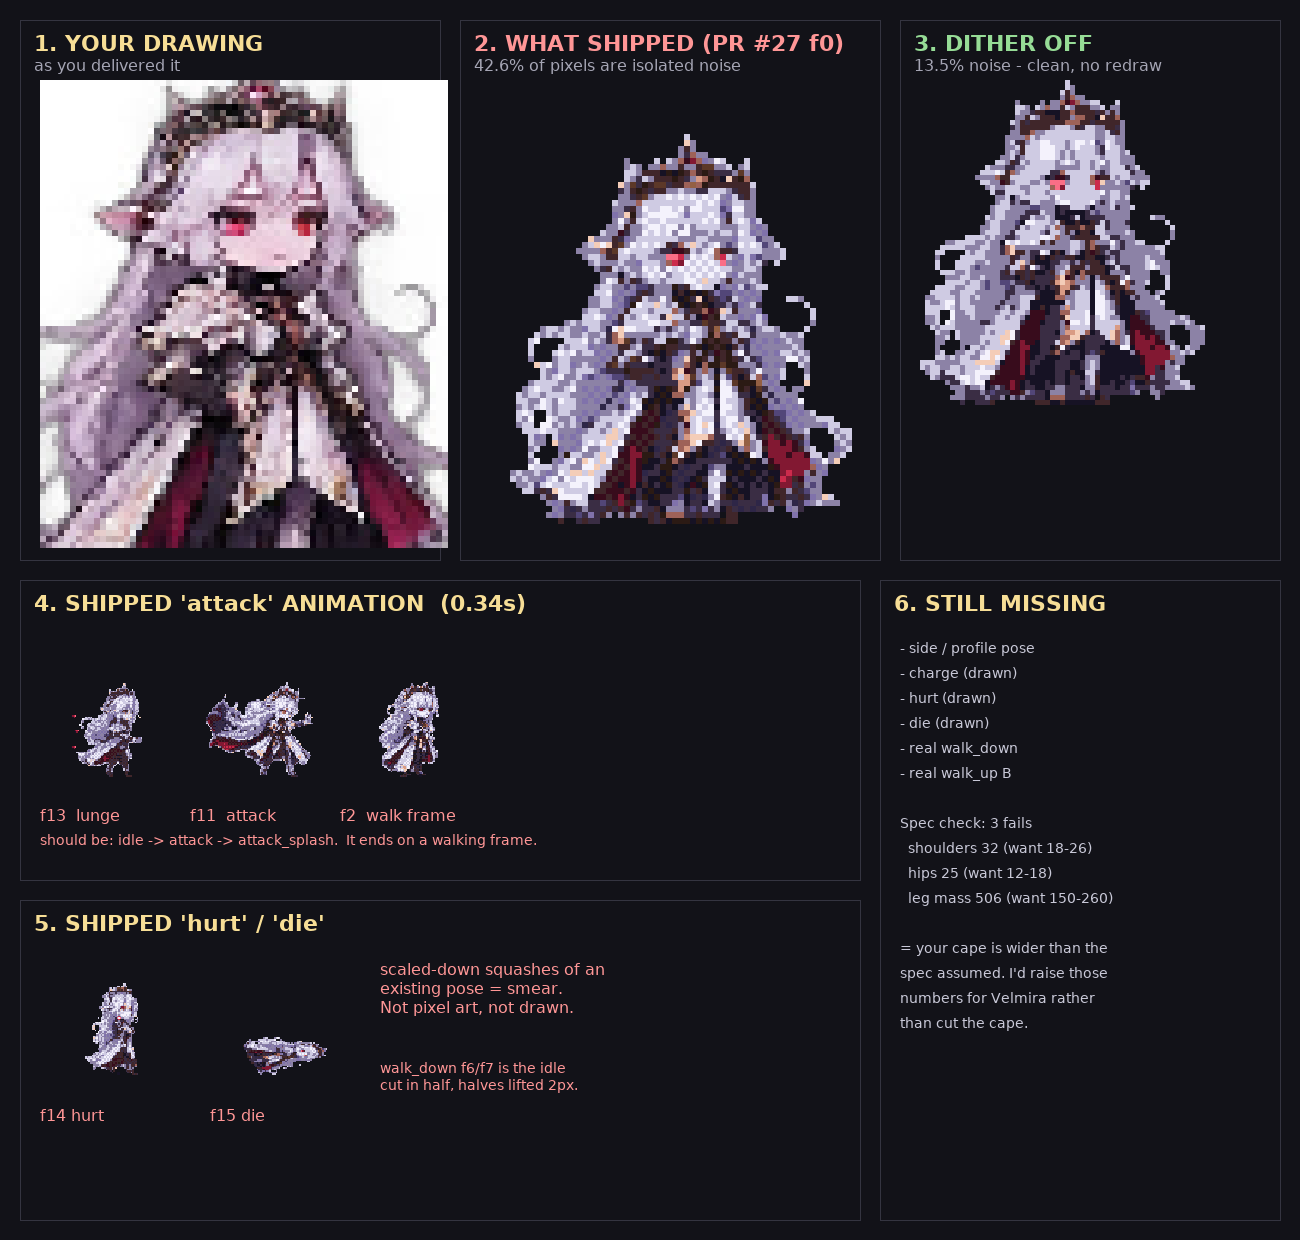 1. YOUR DRAWING
as you delivered it
2. WHAT SHIPPED (PR #27 f0)
42.6% of pixels are isolated noise
3. DITHER OFF
13.5% noise - clean, no redraw
4. SHIPPED 'attack' ANIMATION  (0.34s)
f13  lunge
f11  attack
f2  walk frame
should be: idle -> attack -> attack_splash.  It ends on a walking frame.
5. SHIPPED 'hurt' / 'die'
scaled-down squashes of an
existing pose = smear.
Not pixel art, not drawn.
walk_down f6/f7 is the idle
cut in half, halves lifted 2px.
f14 hurt
f15 die
6. STILL MISSING
- side / profile pose
- charge (drawn)
- hurt (drawn)
- die (drawn)
- real walk_down
- real walk_up B
Spec check: 3 fails
shoulders 32 (want 18-26)
hips 25 (want 12-18)
leg mass 506 (want 150-260)
= your cape is wider than the
spec assumed. I'd raise those
numbers for Velmira rather
than cut the cape.